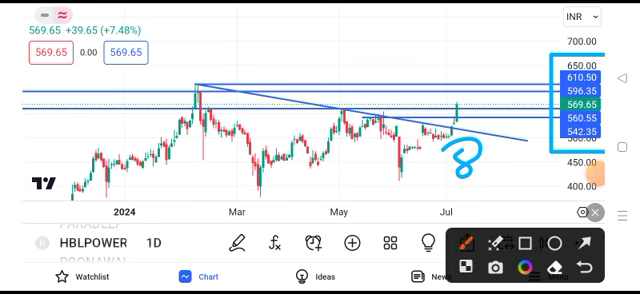 INR
569.65 +39.65 (+7.48%)
569.65 0.00 569.65
700.00
650.00
610.50
596.35
569.65
560.55
542.35
450.00
400.00
2024 Mar May Jul
HBLPOWER 1D
Watchlist Chart Ideas News